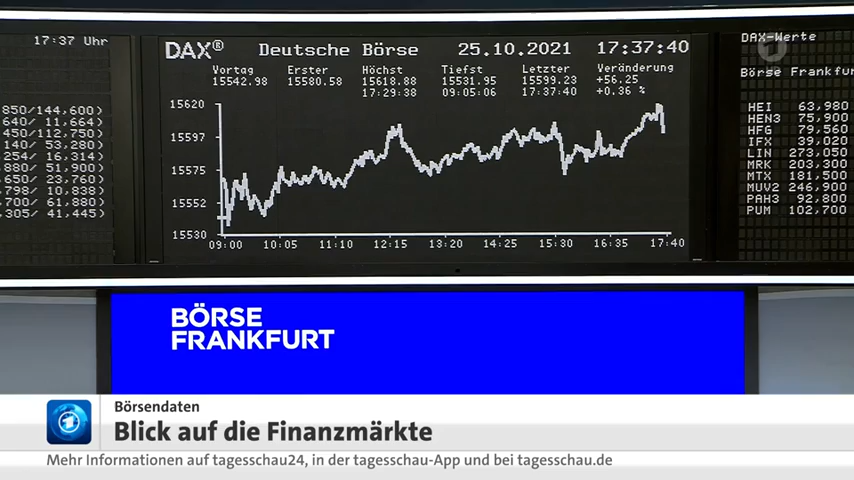 17:37 Uhr
850/144,600)
640/ 11,664)
450/112,750)
140/ 53,280)
254/ 16,314)
880/ 51,900)
650/ 23,760)
798/ 10,838)
700/ 61,880)
305/ 41,445)
DAX® Deutsche Börse 25.10.2021 17:37:40
Vortag Erster Höchst Tiefst Letzter Veränderung
15542.98 15580.58 15618.88 15531.95 15599.23 +56.25
17:29:38 09:05:06 17:37:40 +0.36 %
15620
15597
15575
15552
15530
09:00 10:05 11:10 12:15 13:20 14:25 15:30 16:35 17:40
DAX-Werte
Börse Frankfur
HEI 63,980
HEN3 75,900
HFG 79,560
IFX 39,020
LIN 273,050
MRK 203,300
MTX 181,500
MUV2 246,900
PAH3 92,800
PUM 102,700
BÖRSE
FRANKFURT
Börsendaten
Blick auf die Finanzmärkte
Mehr Informationen auf tagesschau24, in der tagesschau-App und bei tagesschau.de